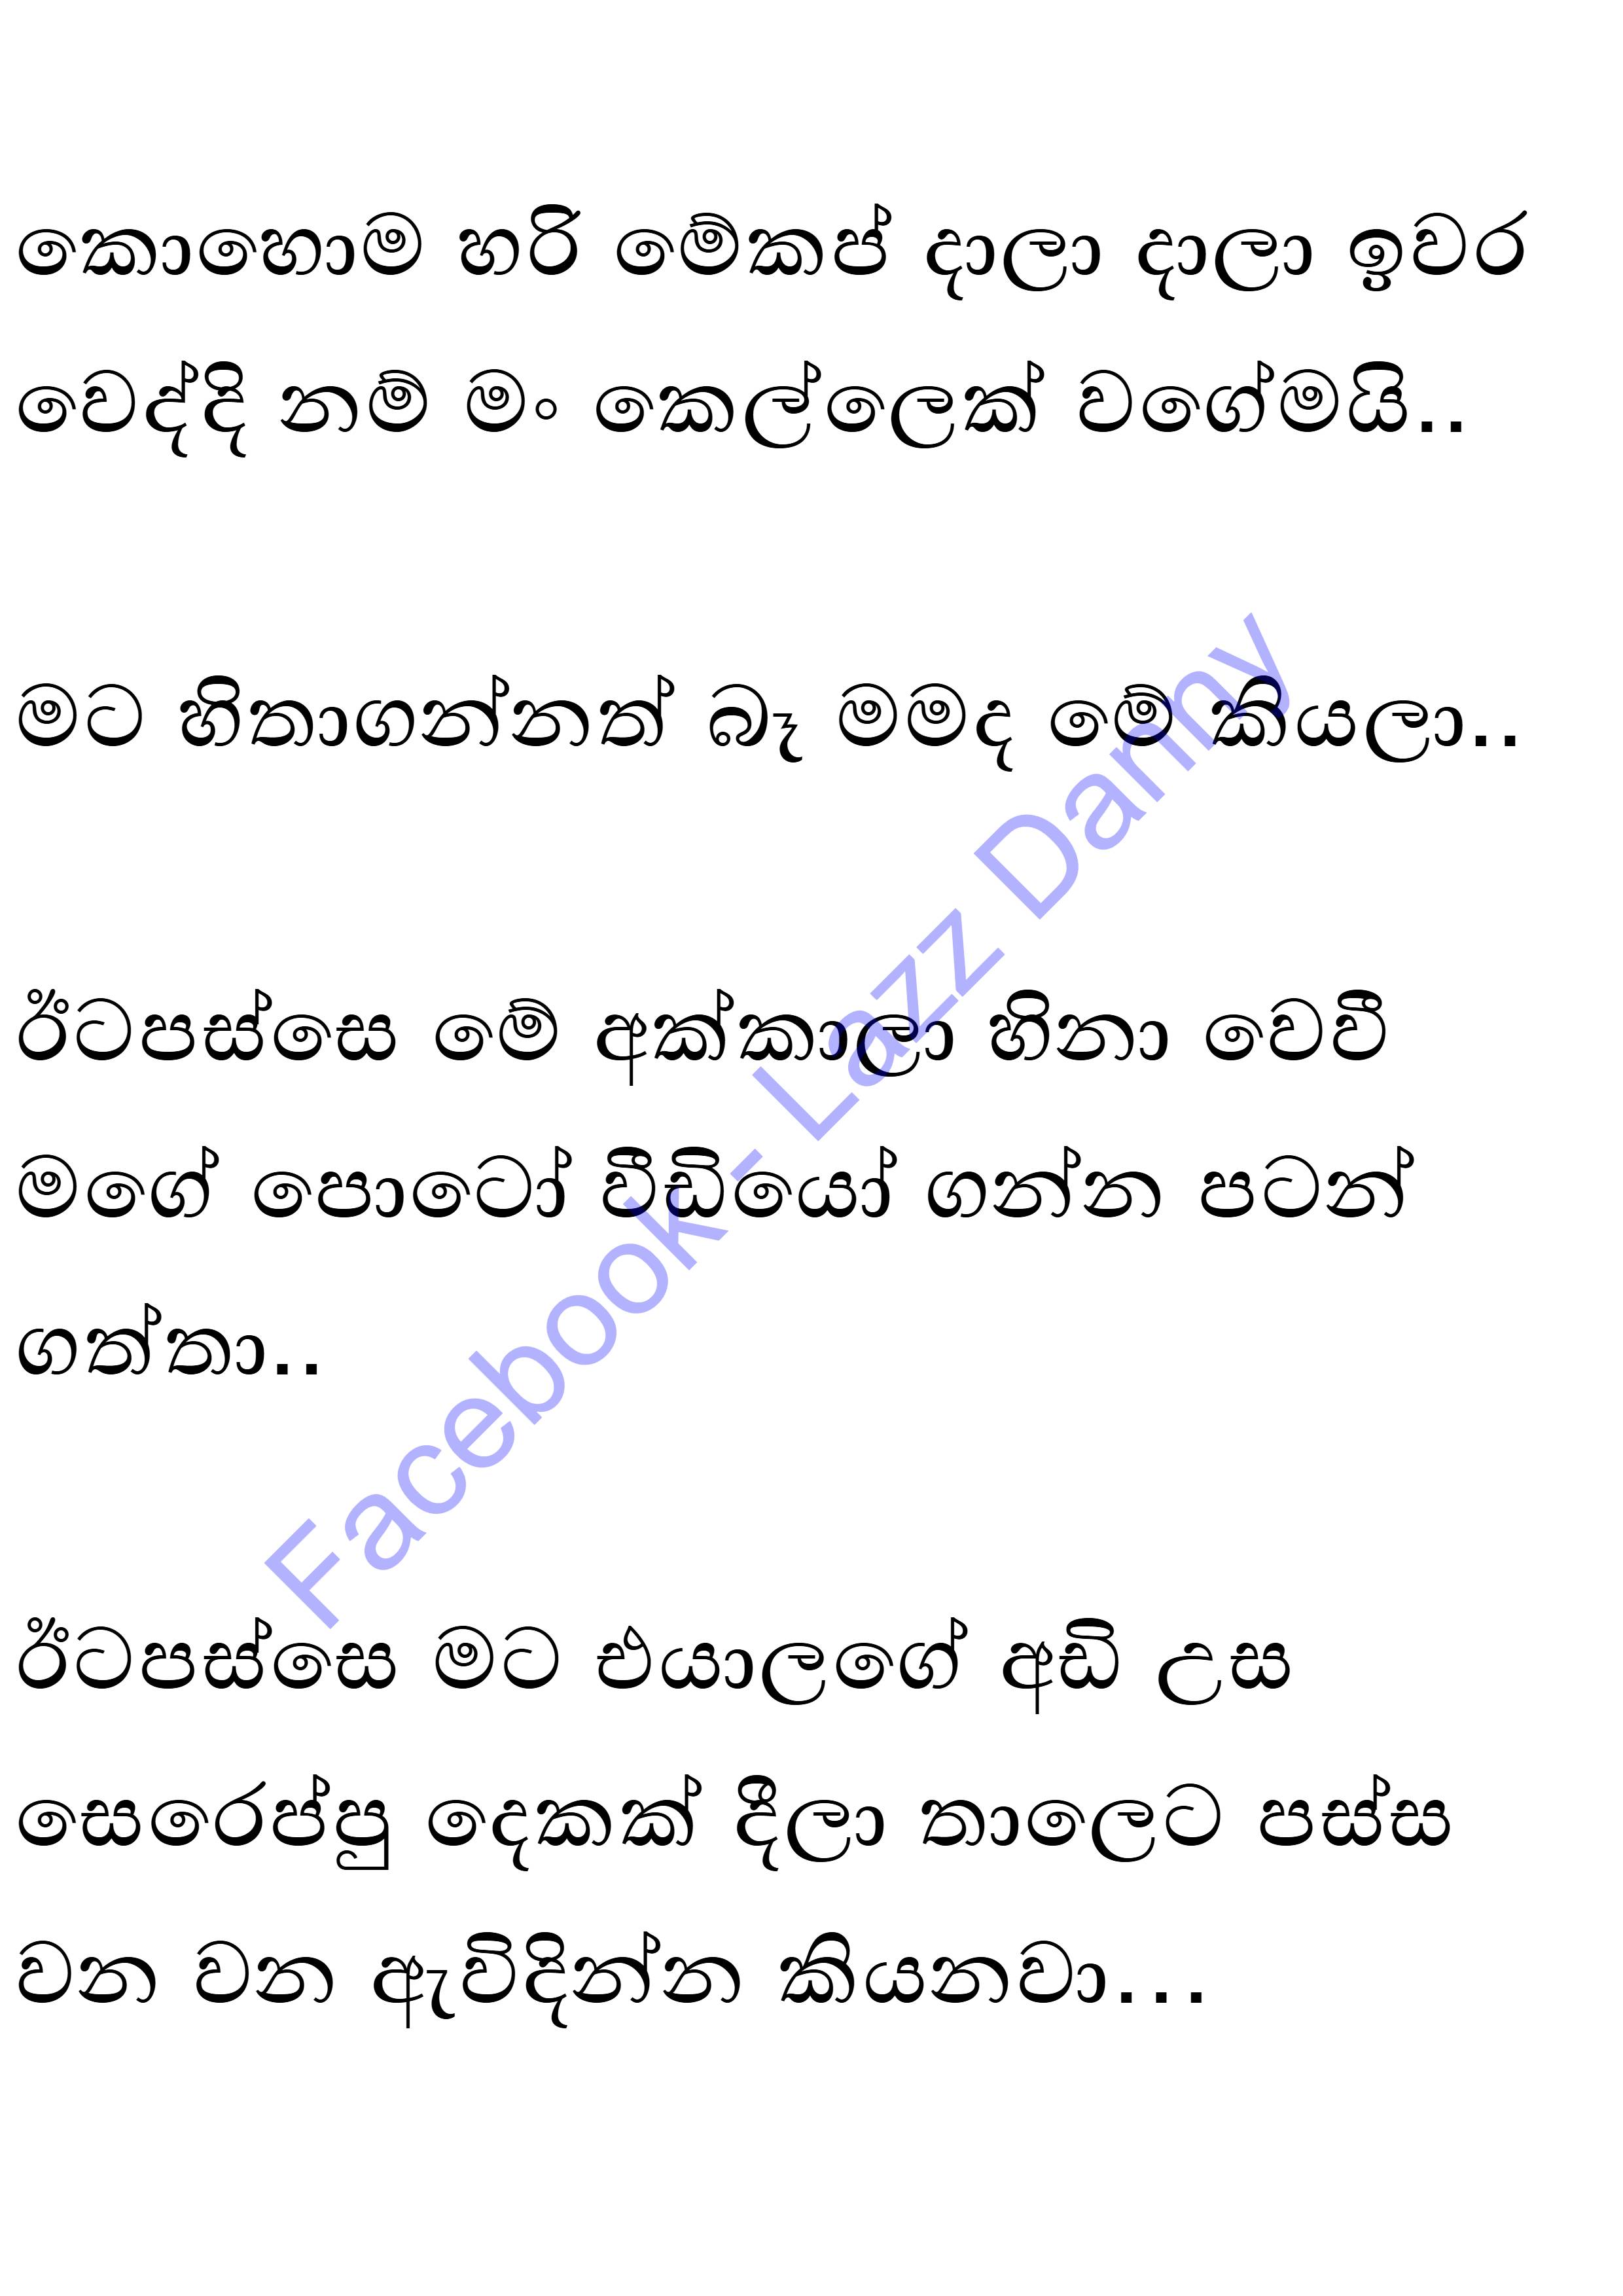 කොහොම හරි මේකප් දාලා දාලා ඉවර
වෙද්දි නම් මං කෙල්ලෙක් වගේමයි..
මට හිතාගන්නත් බෑ මමද මේ කියලා..
ඊටපස්සෙ මේ අක්කාලා හිනා වෙවී
මගේ පොටෝ වීඩියෝ ගන්න පටන්
ගත්තා..
ඊටපස්සෙ මට එයාලගේ අඩි උස
සෙරෙප්පු දෙකක් දීලා තාලෙට පස්ස
වන වන ඇවිදින්න කියනවා...
Facebook - Lazz Danny